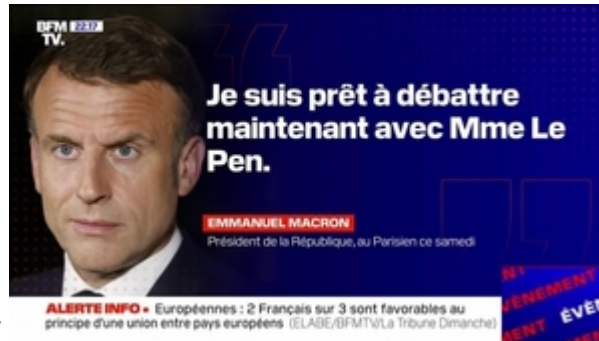 BFM 22:17
TV.
Je suis prêt à débattre
maintenant avec Mme Le
Pen.
EMMANUEL MACRON
Président de la République, au Parisien ce samedi
ÉVÈNEMENT
ALERTE INFO • Européennes : 2 Français sur 3 sont favorables au
principe d'une union entre pays européens (ELABE/BFMTV/La Tribune Dimanche)